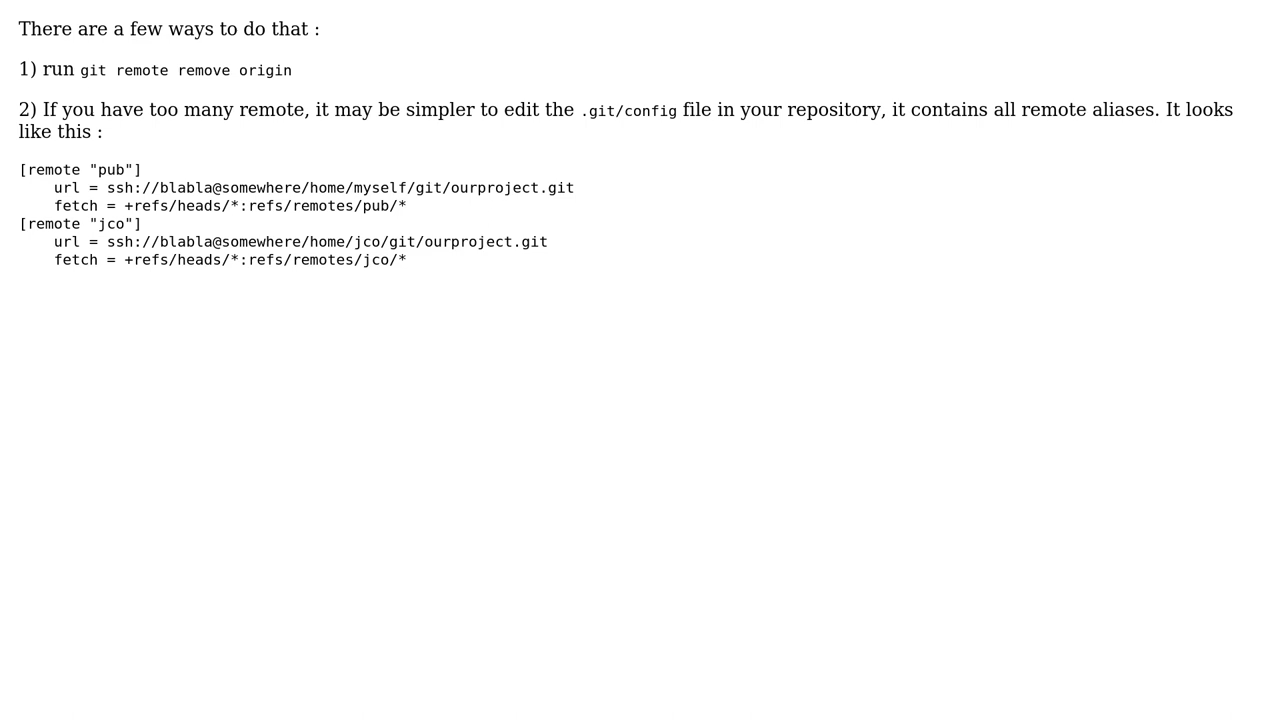 There are a few ways to do that :
1) run git remote remove origin
2) If you have too many remote, it may be simpler to edit the .git/config file in your repository, it contains all remote aliases. It looks
like this :
[remote "pub"]
    url = ssh://blabla@somewhere/home/myself/git/ourproject.git
    fetch = +refs/heads/*:refs/remotes/pub/*
[remote "jco"]
    url = ssh://blabla@somewhere/home/jco/git/ourproject.git
    fetch = +refs/heads/*:refs/remotes/jco/*